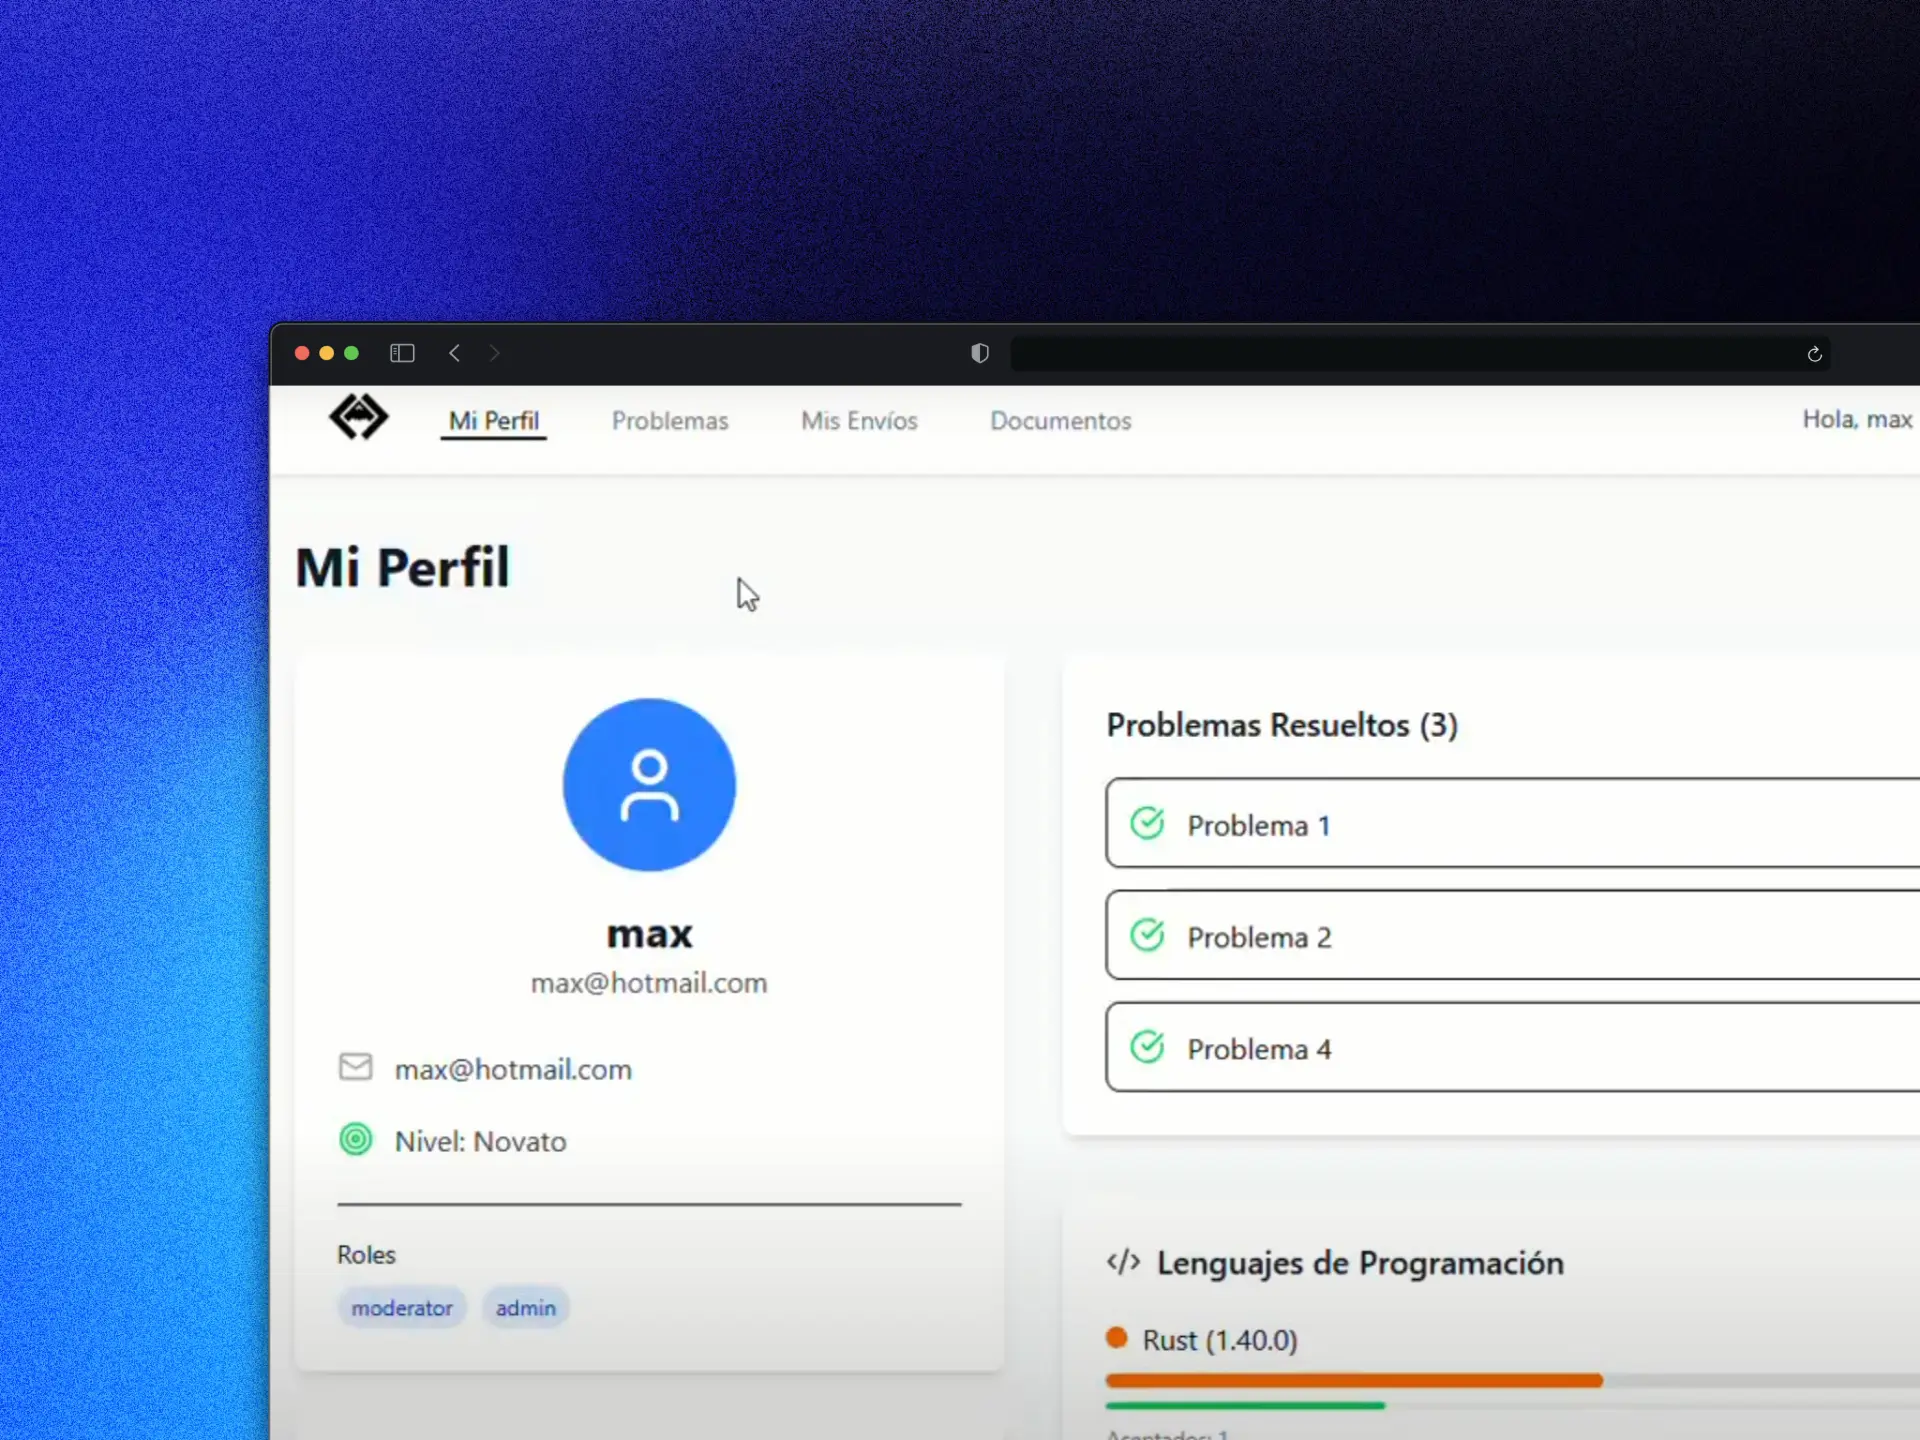 Mi Perfil
Problemas
Mis Envíos
Documentos
Hola, max
Mi Perfil
max
max@hotmail.com
max@hotmail.com
Nivel: Novato
Roles
moderator
admin
Problemas Resueltos (3)
Problema 1
Problema 2
Problema 4
</> Lenguajes de Programación
Rust (1.40.0)
Aceptados: 1